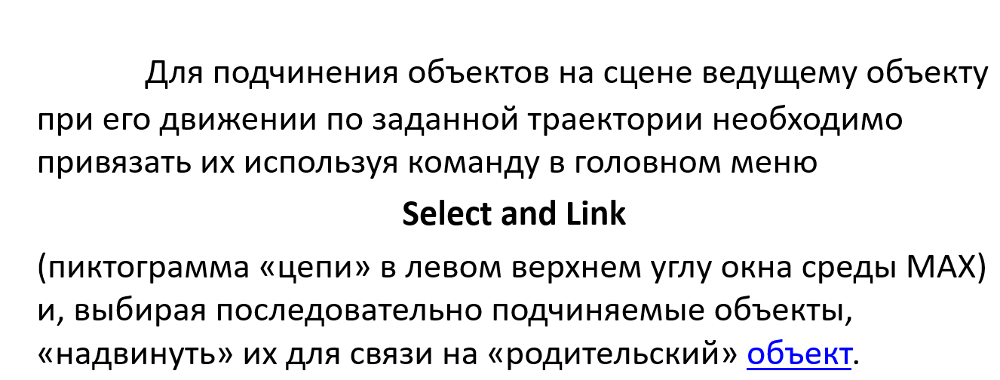 Для подчинения объектов на сцене ведущему объекту
при его движении по заданной траектории необходимо
привязать их используя команду в головном меню
Select and Link
(пиктограмма «цепи» в левом верхнем углу окна среды MAX)
и, выбирая последовательно подчиняемые объекты,
«надвинуть» их для связи на «родительский» объект.